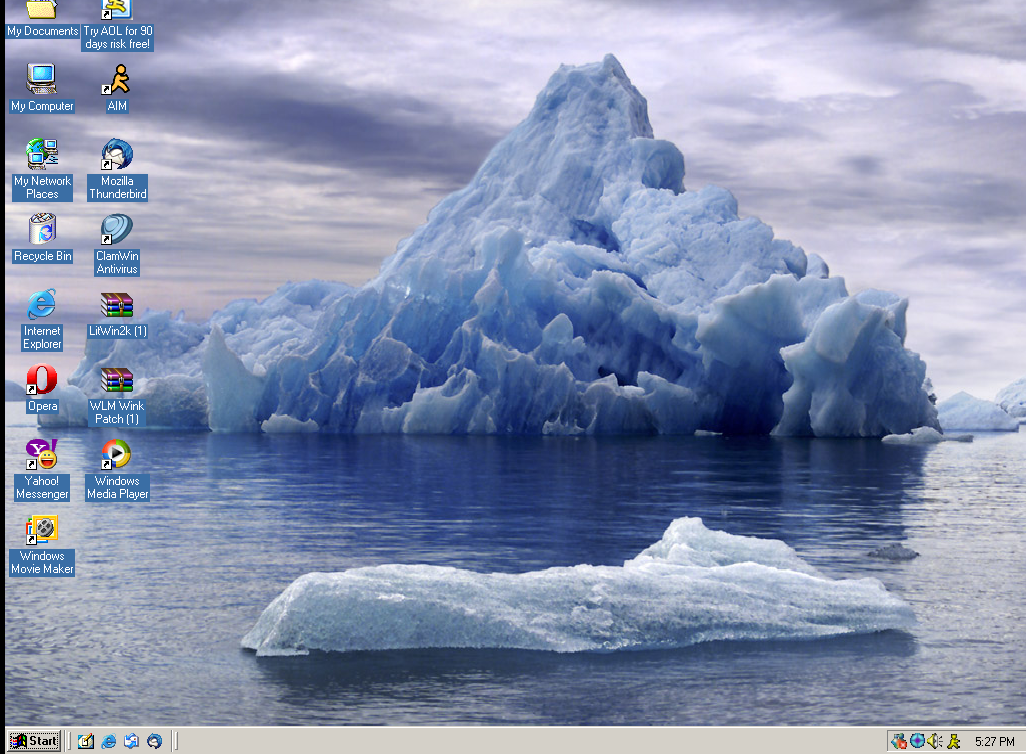 My Documents
Try AOL for 90
days risk free!
My Computer
AIM
My Network
Places
Mozilla
Thunderbird
Recycle Bin
ClamWin
Antivirus
Internet
Explorer
LitWin2k (1)
Opera
WLM Wink
Patch (1)
Yahoo!
Messenger
Windows
Media Player
Windows
Movie Maker
Start
5:27 PM